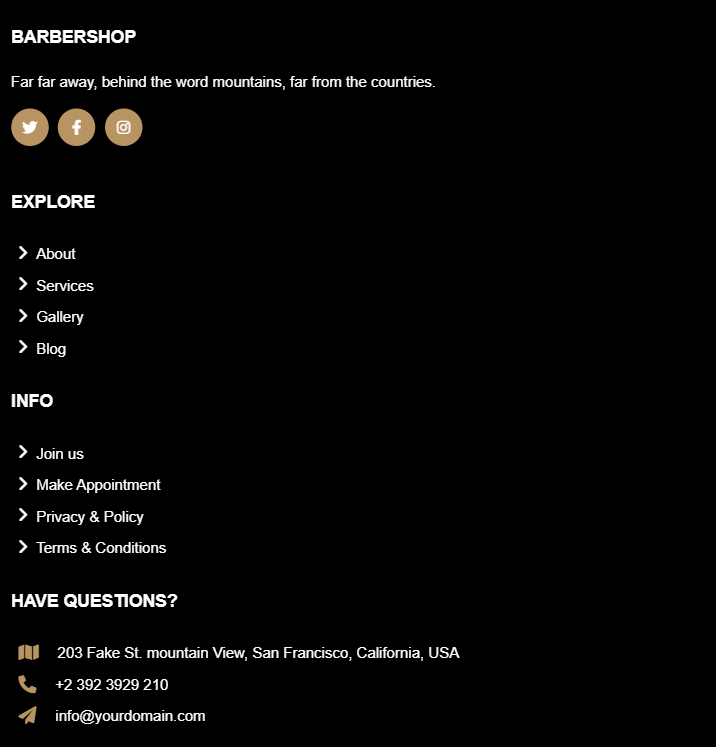 BARBERSHOP
Far far away, behind the word mountains, far from the countries.
EXPLORE
About
Services
Gallery
Blog
INFO
Join us
Make Appointment
Privacy & Policy
Terms & Conditions
HAVE QUESTIONS?
203 Fake St. mountain View, San Francisco, California, USA
+2 392 3929 210
info@yourdomain.com